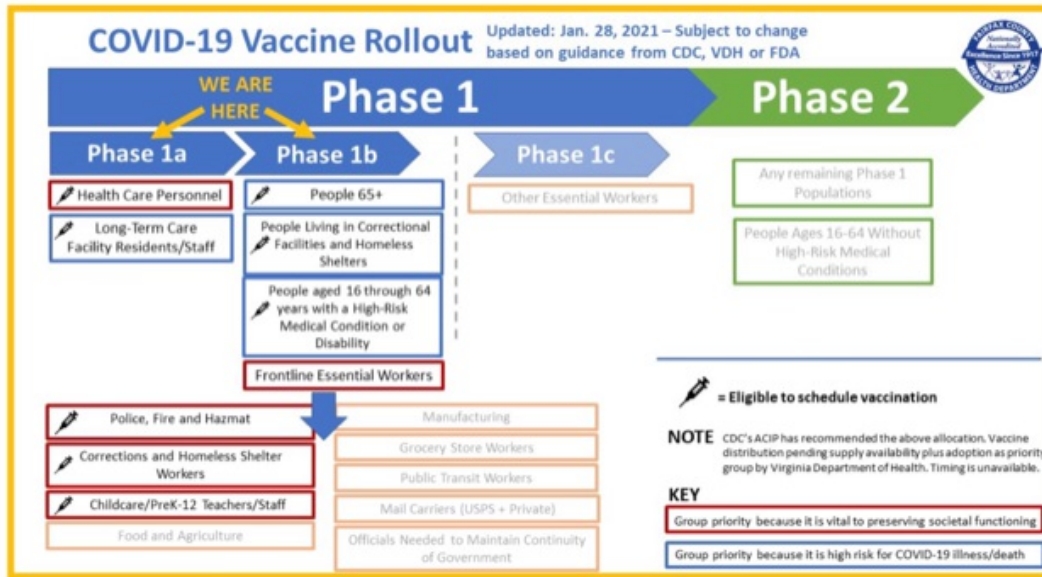 COVID-19 Vaccine Rollout
Updated: Jan. 28, 2021 – Subject to change
based on guidance from CDC, VDH or FDA
FAIRFAX COUNTY
Nationally
Accredited
Excellence Since 1917
HEALTH DEPARTMENT
WE ARE
HERE
Phase 1
Phase 2
Phase 1a
Phase 1b
Phase 1c
Health Care Personnel
Long-Term Care
Facility Residents/Staff
People 65+
People Living in Correctional
Facilities and Homeless
Shelters
People aged 16 through 64
years with a High-Risk
Medical Condition or
Disability
Frontline Essential Workers
Other Essential Workers
Any remaining Phase 1
Populations
People Ages 16-64 Without
High-Risk Medical
Conditions
Police, Fire and Hazmat
Corrections and Homeless Shelter
Workers
Childcare/PreK-12 Teachers/Staff
Food and Agriculture
Manufacturing
Grocery Store Workers
Public Transit Workers
Mail Carriers (USPS + Private)
Officials Needed to Maintain Continuity
of Government
= Eligible to schedule vaccination
NOTE CDC's ACIP has recommended the above allocation. Vaccine
distribution pending supply availability plus adoption as priority
group by Virginia Department of Health. Timing is unavailable.
KEY
Group priority because it is vital to preserving societal functioning
Group priority because it is high risk for COVID-19 illness/death